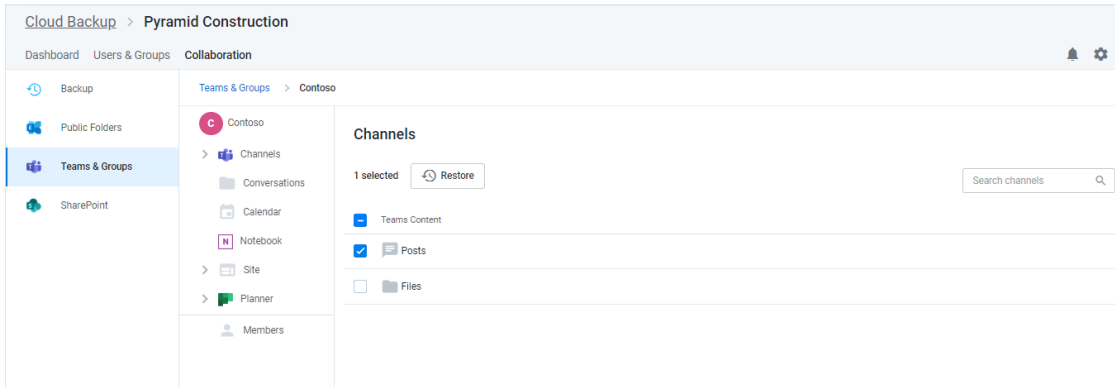 Cloud Backup > Pyramid Construction
Dashboard Users & Groups Collaboration
Backup
Public Folders
Teams & Groups
SharePoint
Teams & Groups > Contoso
C Contoso
Channels
Conversations
Calendar
N Notebook
Site
Planner
Members
Channels
1 selected Restore
Search channels
Teams Content
Posts
Files